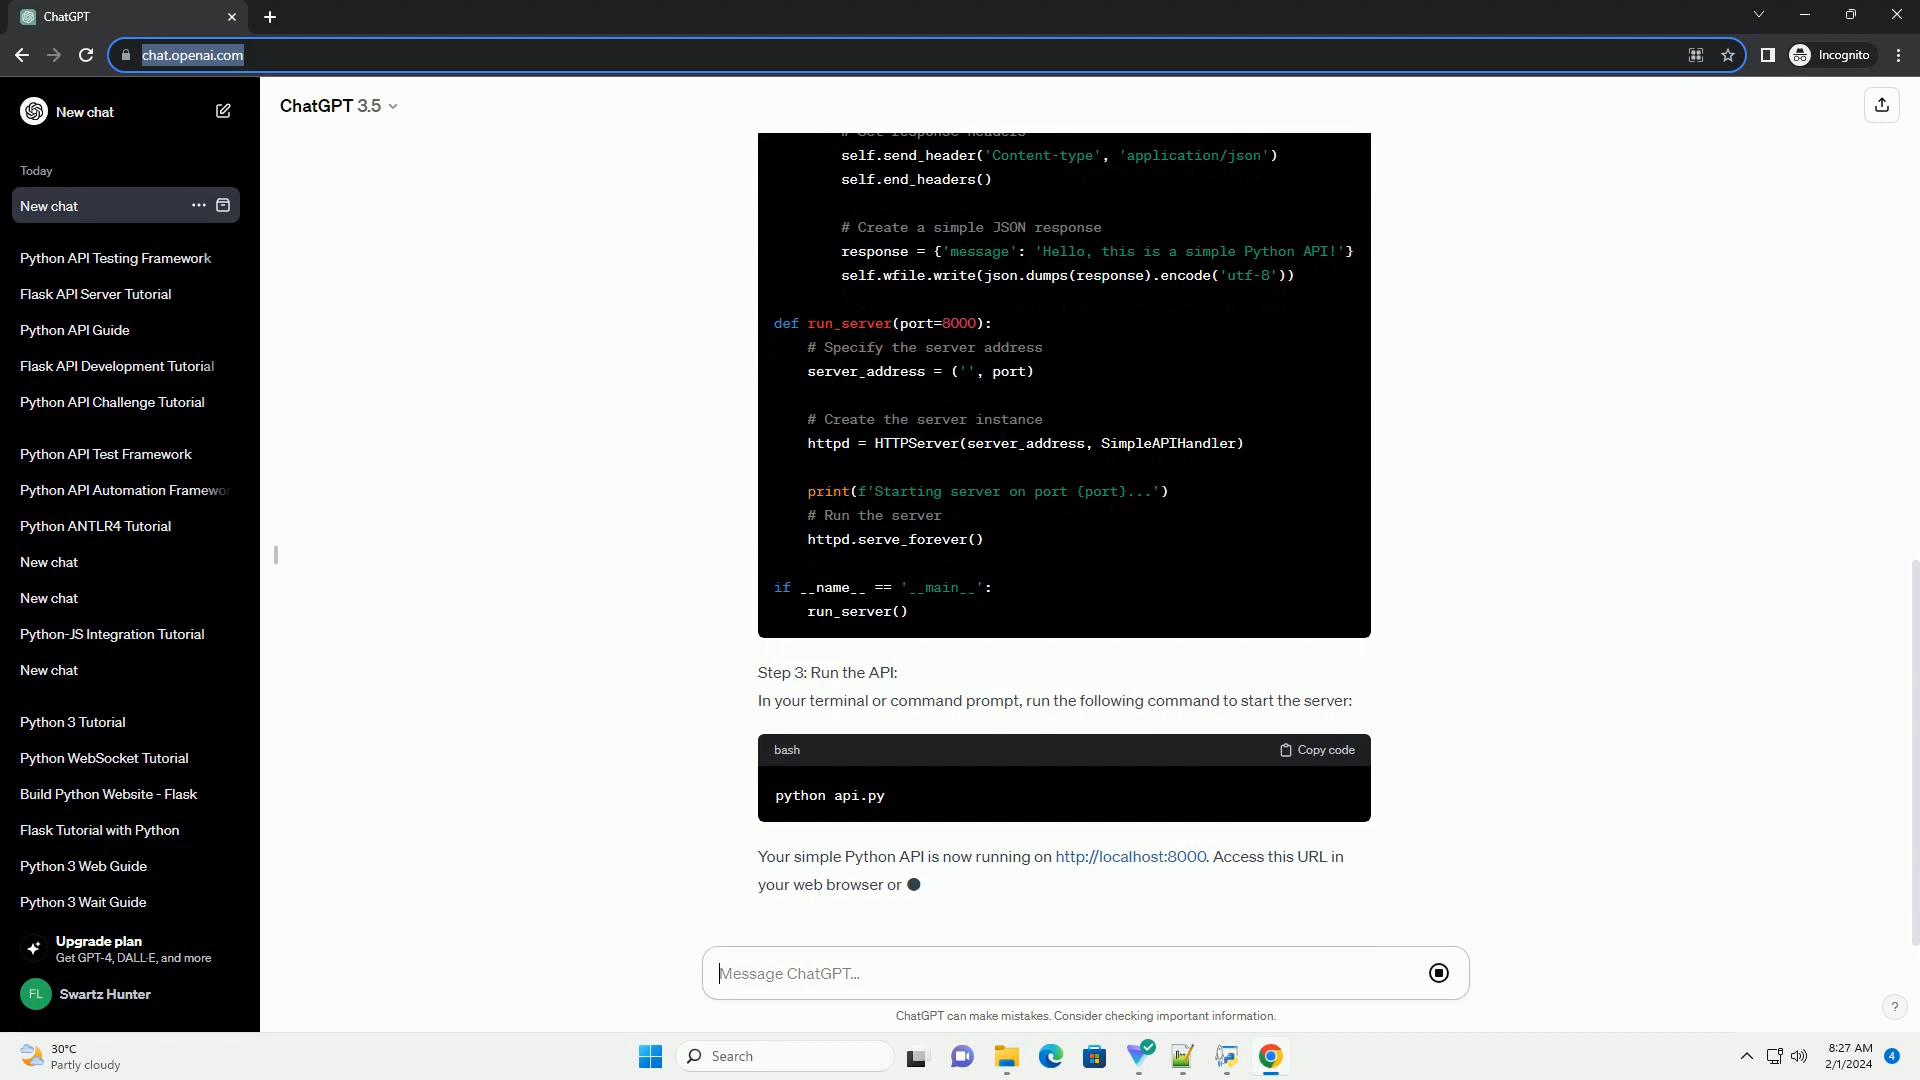 ChatGPT
chat.openai.com
Incognito
New chat
Today
New chat
Python API Testing Framework
Flask API Server Tutorial
Python API Guide
Flask API Development Tutorial
Python API Challenge Tutorial
Python API Test Framework
Python API Automation Framewor
Python ANTLR4 Tutorial
New chat
New chat
Python-JS Integration Tutorial
New chat
Python 3 Tutorial
Python WebSocket Tutorial
Build Python Website - Flask
Flask Tutorial with Python
Python 3 Web Guide
Python 3 Wait Guide
Upgrade plan
Get GPT-4, DALL·E, and more
FL
Swartz Hunter
ChatGPT 3.5
# Set response headers
self.send_header('Content-type', 'application/json')
self.end_headers()
# Create a simple JSON response
response = {'message': 'Hello, this is a simple Python API!'}
self.wfile.write(json.dumps(response).encode('utf-8'))
def run_server(port=8000):
# Specify the server address
server_address = ('', port)
# Create the server instance
httpd = HTTPServer(server_address, SimpleAPIHandler)
print(f'Starting server on port {port}...')
# Run the server
httpd.serve_forever()
if __name__ == '__main__':
run_server()
Step 3: Run the API:
In your terminal or command prompt, run the following command to start the server:
bash
Copy code
python api.py
Your simple Python API is now running on http://localhost:8000. Access this URL in
your web browser or
Message ChatGPT...
ChatGPT can make mistakes. Consider checking important information.
?
30°C
Partly cloudy
Search
8:27 AM
2/1/2024
4